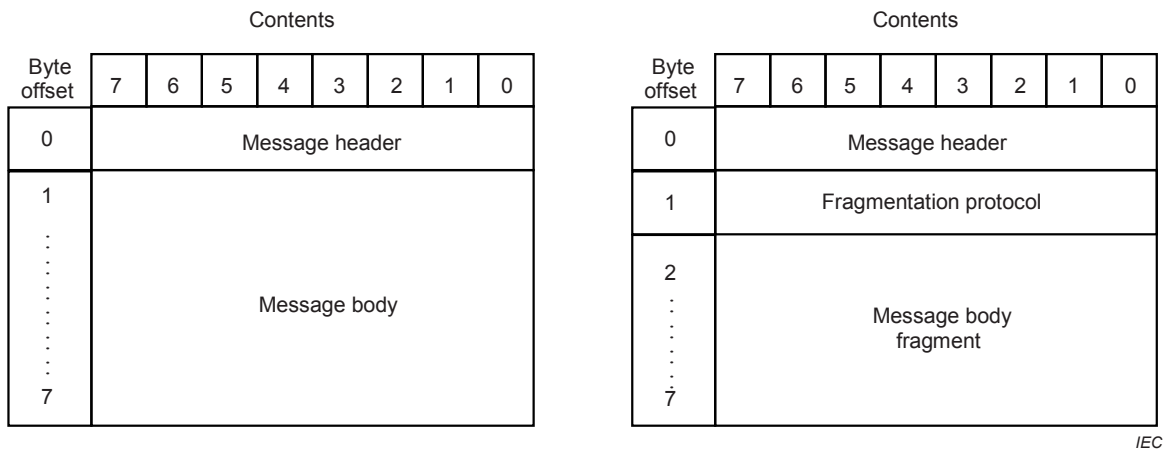 Contents
Byte offset 7 6 5 4 3 2 1 0
0 Message header
1 Message body
7
Contents
Byte offset 7 6 5 4 3 2 1 0
0 Message header
1 Fragmentation protocol
2 Message body fragment
7
IEC